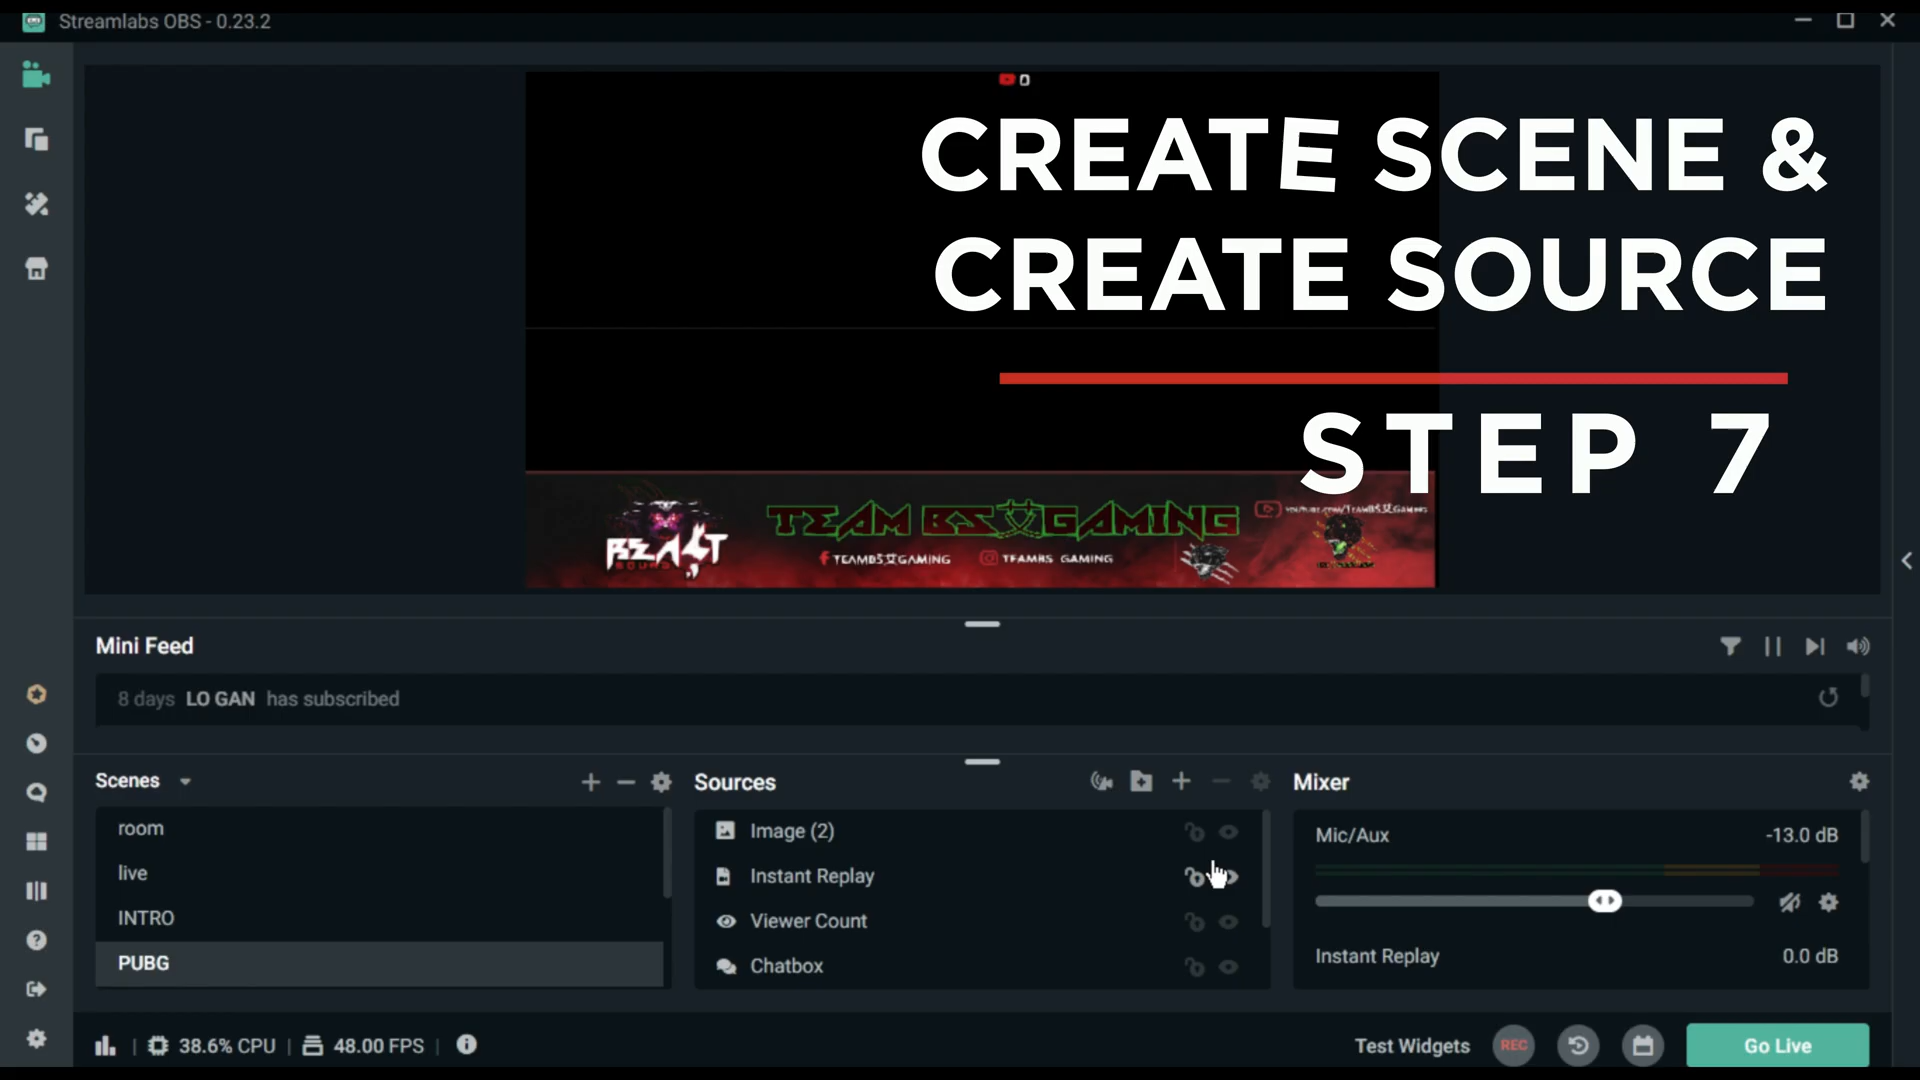 Streamlabs OBS - 0.23.2
0
CREATE SCENE &
CREATE SOURCE
STEP 7
BEAST
TEAM BS GAMING
Mini Feed
8 days LO GAN has subscribed
Scenes
room
live
INTRO
PUBG
Sources
Image (2)
Instant Replay
Viewer Count
Chatbox
Mixer
Mic/Aux -13.0 dB
Instant Replay 0.0 dB
38.6% CPU
48.00 FPS
Test Widgets
REC
Go Live